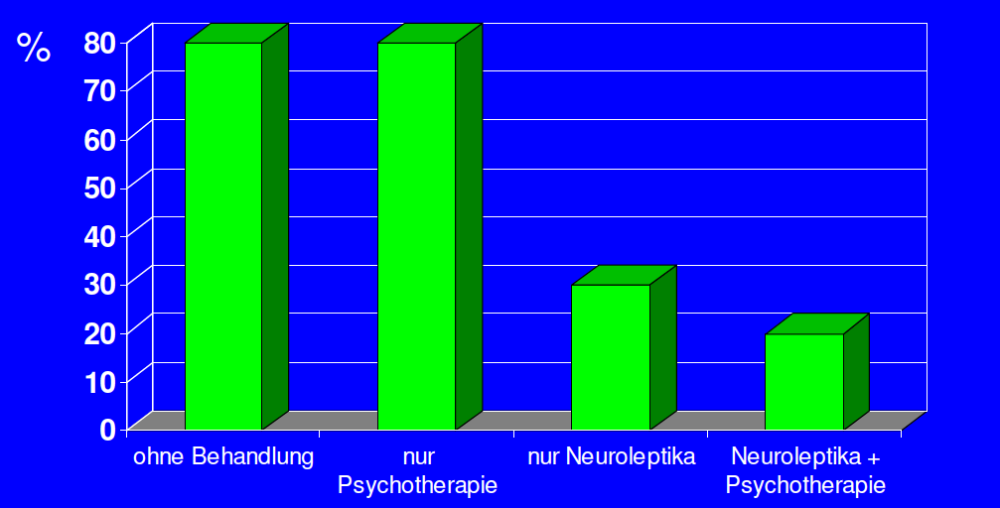 %
80
70
60
50
40
30
20
10
0
ohne Behandlung
nur
Psychotherapie
nur Neuroleptika
Neuroleptika +
Psychotherapie